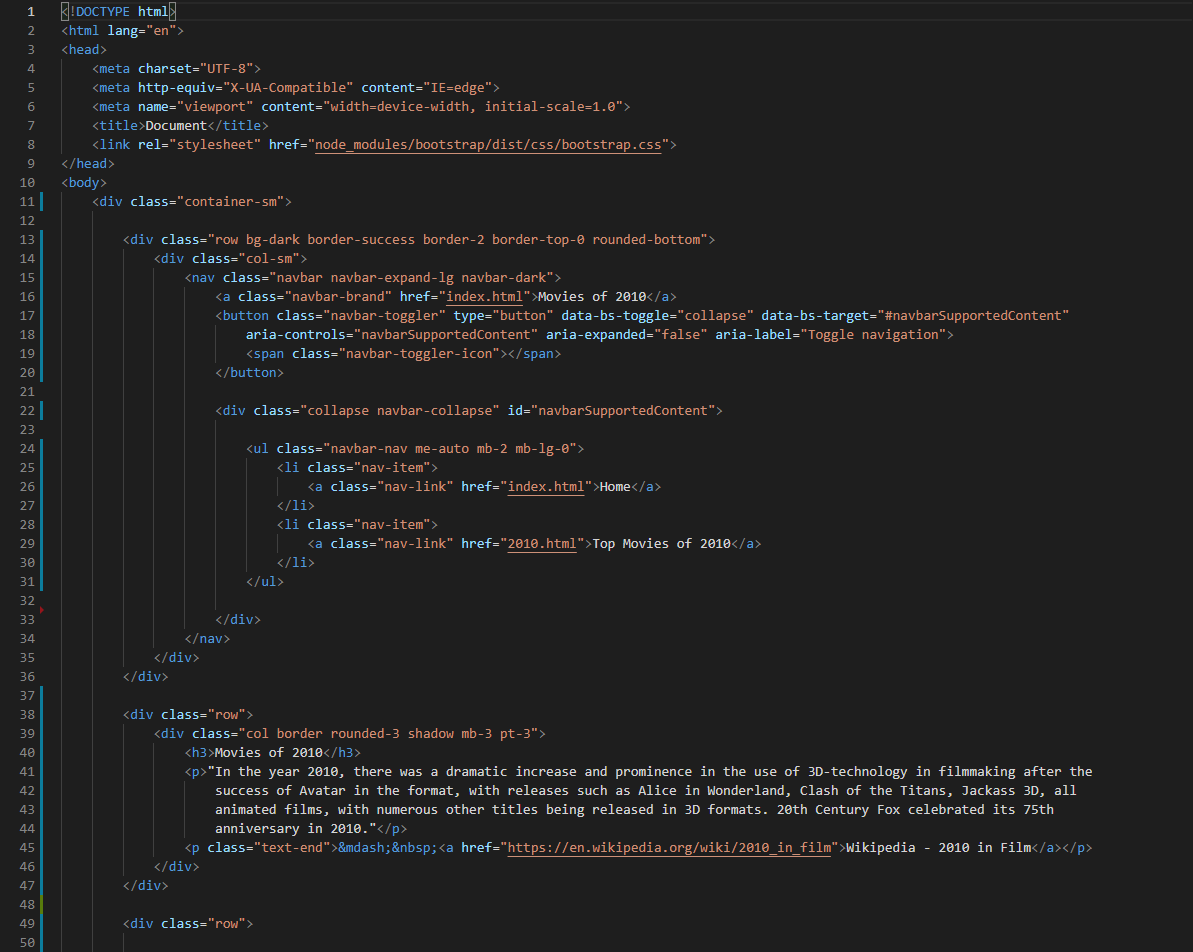 1 <!DOCTYPE html>
2 <html lang="en">
3 <head>
4     <meta charset="UTF-8">
5     <meta http-equiv="X-UA-Compatible" content="IE=edge">
6     <meta name="viewport" content="width=device-width, initial-scale=1.0">
7     <title>Document</title>
8     <link rel="stylesheet" href="node_modules/bootstrap/dist/css/bootstrap.css">
9 </head>
10 <body>
11     <div class="container-sm">
12
13         <div class="row bg-dark border-success border-2 border-top-0 rounded-bottom">
14             <div class="col-sm">
15                 <nav class="navbar navbar-expand-lg navbar-dark">
16                     <a class="navbar-brand" href="index.html">Movies of 2010</a>
17                     <button class="navbar-toggler" type="button" data-bs-toggle="collapse" data-bs-target="#navbarSupportedContent"
18                         aria-controls="navbarSupportedContent" aria-expanded="false" aria-label="Toggle navigation">
19                         <span class="navbar-toggler-icon"></span>
20                     </button>
21
22                     <div class="collapse navbar-collapse" id="navbarSupportedContent">
23
24                         <ul class="navbar-nav me-auto mb-2 mb-lg-0">
25                             <li class="nav-item">
26                                 <a class="nav-link" href="index.html">Home</a>
27                             </li>
28                             <li class="nav-item">
29                                 <a class="nav-link" href="2010.html">Top Movies of 2010</a>
30                             </li>
31                         </ul>
32
33                     </div>
34                 </nav>
35             </div>
36         </div>
37
38         <div class="row">
39             <div class="col border rounded-3 shadow mb-3 pt-3">
40                 <h3>Movies of 2010</h3>
41                 <p>"In the year 2010, there was a dramatic increase and prominence in the use of 3D-technology in filmmaking after the
42                     success of Avatar in the format, with releases such as Alice in Wonderland, Clash of the Titans, Jackass 3D, all
43                     animated films, with numerous other titles being released in 3D formats. 20th Century Fox celebrated its 75th
44                     anniversary in 2010."</p>
45                 <p class="text-end">&mdash;&nbsp;<a href="https://en.wikipedia.org/wiki/2010_in_film">Wikipedia - 2010 in Film</a></p>
46             </div>
47         </div>
48
49         <div class="row">
50